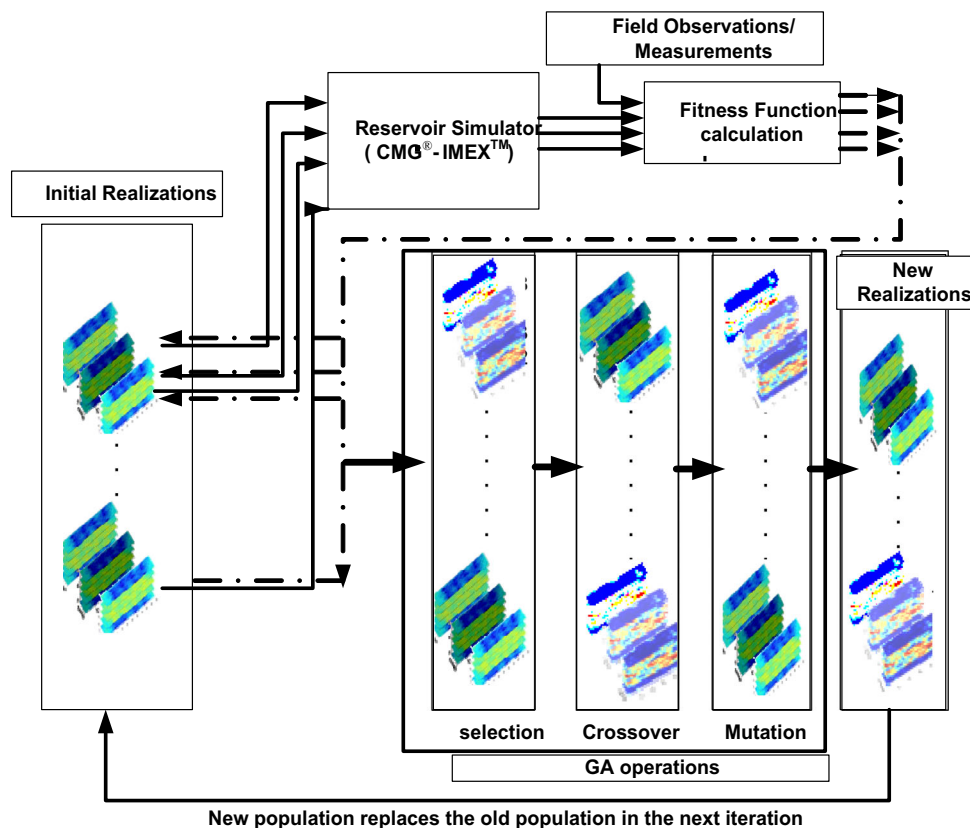 Field Observations/
Measurements
Reservoir Simulator
( CMG®- IMEX™)
Fitness Function
calculation
Initial Realizations
New
Realizations
selection
Crossover
Mutation
GA operations
New population replaces the old population in the next iteration